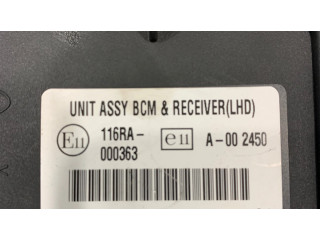 UNIT ASSY BCM & RECEIVER(LHD)
E11 116RA- e11 A-00 2450
000363